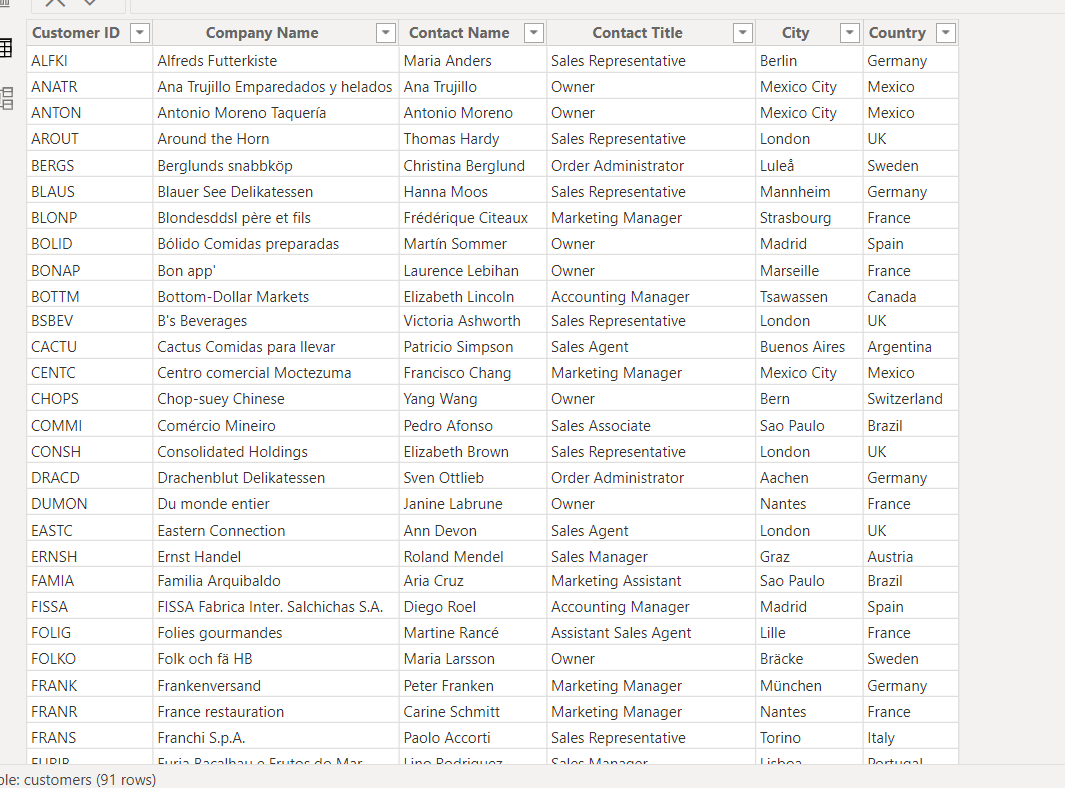 Customer ID Company Name Contact Name Contact Title City Country
ALFKI Alfreds Futterkiste Maria Anders Sales Representative Berlin Germany
ANATR Ana Trujillo Emparedados y helados Ana Trujillo Owner Mexico City Mexico
ANTON Antonio Moreno Taquería Antonio Moreno Owner Mexico City Mexico
AROUT Around the Horn Thomas Hardy Sales Representative London UK
BERGS Berglunds snabbköp Christina Berglund Order Administrator Luleå Sweden
BLAUS Blauer See Delikatessen Hanna Moos Sales Representative Mannheim Germany
BLONP Blondesddsl père et fils Frédérique Citeaux Marketing Manager Strasbourg France
BOLID Bólido Comidas preparadas Martín Sommer Owner Madrid Spain
BONAP Bon app' Laurence Lebihan Owner Marseille France
BOTTM Bottom-Dollar Markets Elizabeth Lincoln Accounting Manager Tsawassen Canada
BSBEV B's Beverages Victoria Ashworth Sales Representative London UK
CACTU Cactus Comidas para llevar Patricio Simpson Sales Agent Buenos Aires Argentina
CENTC Centro comercial Moctezuma Francisco Chang Marketing Manager Mexico City Mexico
CHOPS Chop-suey Chinese Yang Wang Owner Bern Switzerland
COMMI Comércio Mineiro Pedro Afonso Sales Associate Sao Paulo Brazil
CONSH Consolidated Holdings Elizabeth Brown Sales Representative London UK
DRACD Drachenblut Delikatessen Sven Ottlieb Order Administrator Aachen Germany
DUMON Du monde entier Janine Labrune Owner Nantes France
EASTC Eastern Connection Ann Devon Sales Agent London UK
ERNSH Ernst Handel Roland Mendel Sales Manager Graz Austria
FAMIA Familia Arquibaldo Aria Cruz Marketing Assistant Sao Paulo Brazil
FISSA FISSA Fabrica Inter. Salchichas S.A. Diego Roel Accounting Manager Madrid Spain
FOLIG Folies gourmandes Martine Rancé Assistant Sales Agent Lille France
FOLKO Folk och fä HB Maria Larsson Owner Bräcke Sweden
FRANK Frankenversand Peter Franken Marketing Manager München Germany
FRANR France restauration Carine Schmitt Marketing Manager Nantes France
FRANS Franchi S.p.A. Paolo Accorti Sales Representative Torino Italy
FURIB Furia Bacalhau e Frutos do Mar Lino Rodriguez Sales Manager Lisboa Portugal
ble: customers (91 rows)